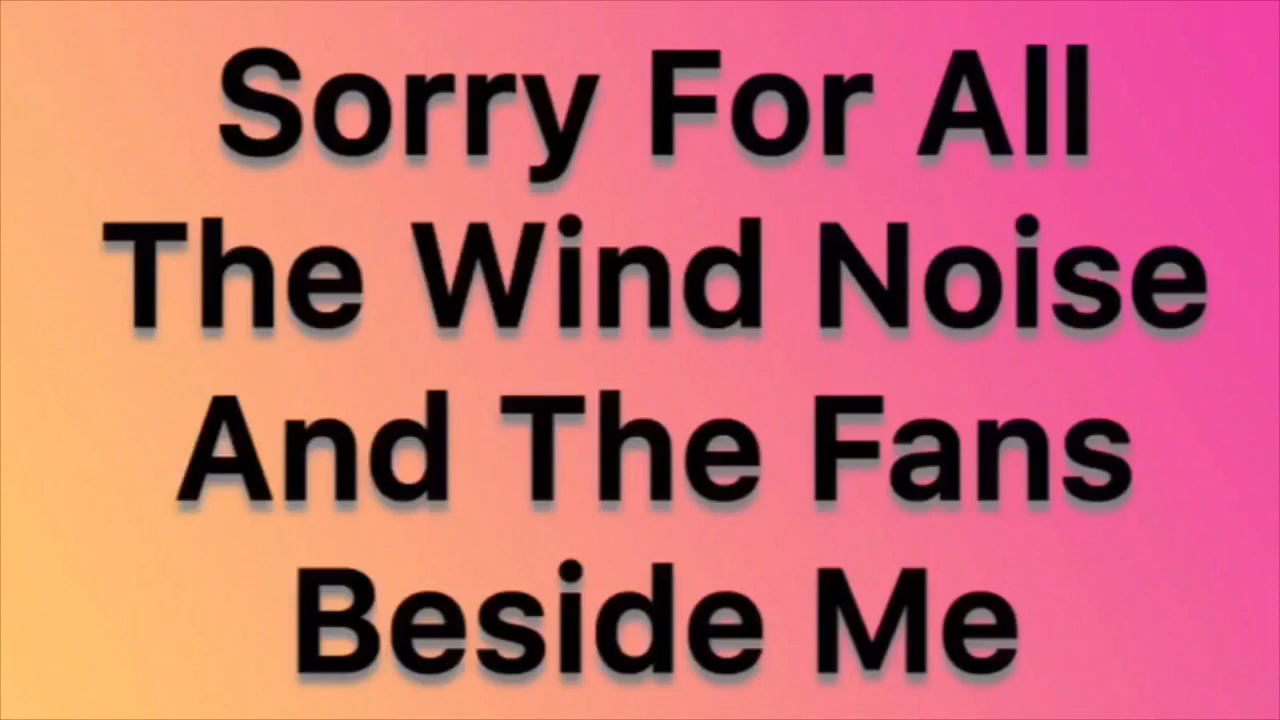 Sorry For All
The Wind Noise
And The Fans
Beside Me